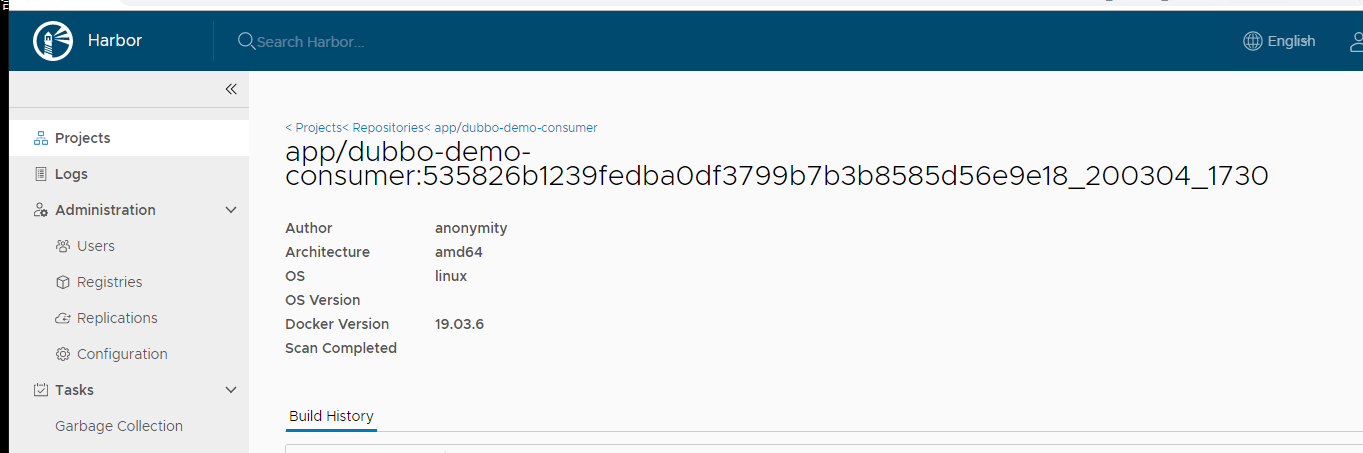 Harbor
Search Harbor...
English
Projects
Logs
Administration
Users
Registries
Replications
Configuration
Tasks
Garbage Collection
< Projects< Repositories< app/dubbo-demo-consumer
app/dubbo-demo-
consumer:535826b1239fedba0df3799b7b3b8585d56e9e18_200304_1730
Author anonymity
Architecture amd64
OS linux
OS Version
Docker Version 19.03.6
Scan Completed
Build History